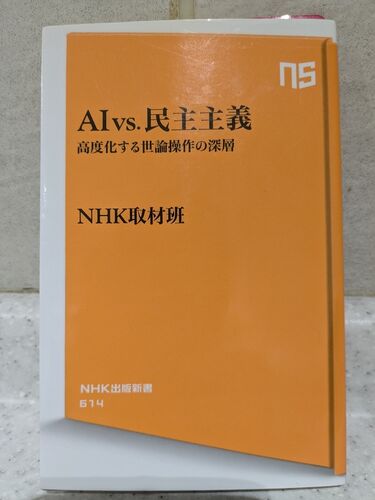 NS
AI vs. 民主主義
高度化する世論操作の深層
NHK取材班
NHK出版新書
614